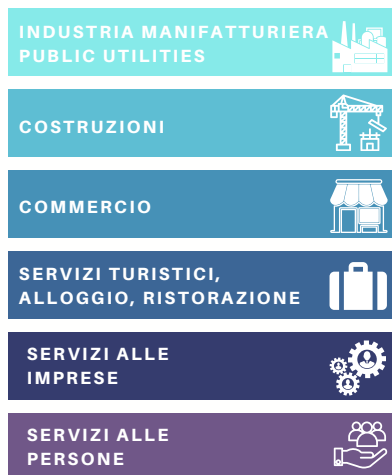 INDUSTRIA MANIFATTURIERA
PUBLIC UTILITIES
COSTRUZIONI
COMMERCIO
SERVIZI TURISTICI,
ALLOGGIO, RISTORAZIONE
SERVIZI ALLE
IMPRESE
SERVIZI ALLE
PERSONE